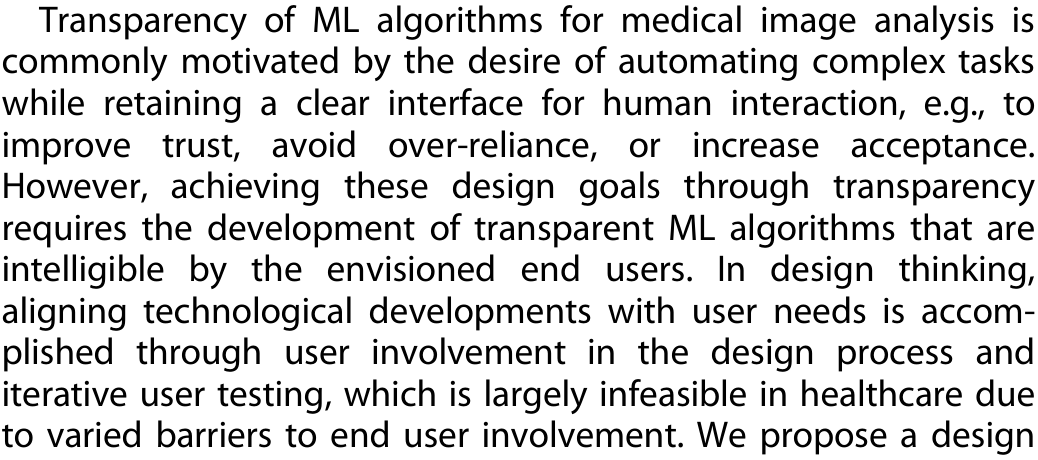 Transparency of ML algorithms for medical image analysis is
commonly motivated by the desire of automating complex tasks
while retaining a clear interface for human interaction, e.g., to
improve trust, avoid over-reliance, or increase acceptance.
However, achieving these design goals through transparency
requires the development of transparent ML algorithms that are
intelligible by the envisioned end users. In design thinking,
aligning technological developments with user needs is accom-
plished through user involvement in the design process and
iterative user testing, which is largely infeasible in healthcare due
to varied barriers to end user involvement. We propose a design